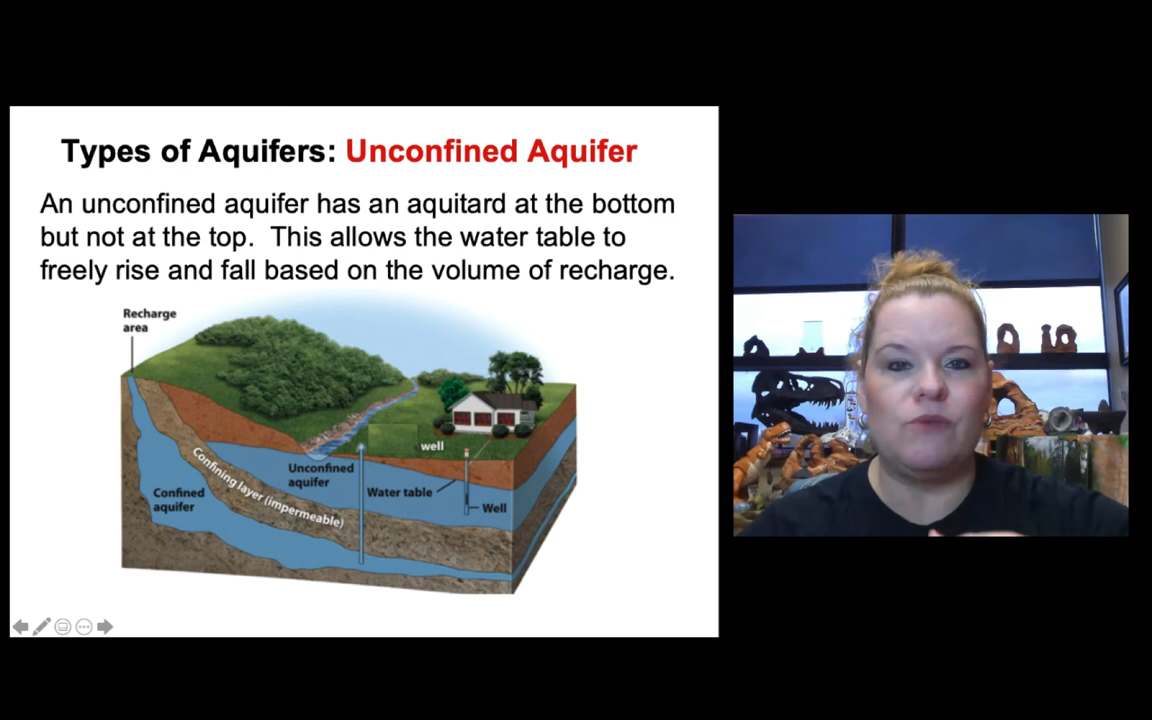 Types of Aquifers: Unconfined Aquifer
An unconfined aquifer has an aquitard at the bottom
but not at the top. This allows the water table to
freely rise and fall based on the volume of recharge.
Recharge
area
well
Unconfined
aquifer
Water table
Well
Confining layer (impermeable)
Confined
aquifer